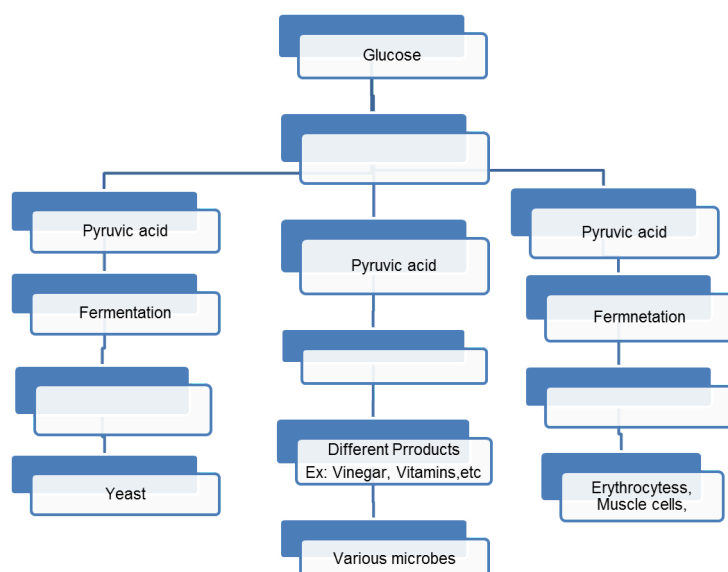 Glucose
Pyruvic acid
Pyruvic acid
Pyruvic acid
Fermentation
Fermnetation
Different Prroducts
Ex: Vinegar, Vitamins,etc
Yeast
Erythrocytess,
Muscle cells,
Various microbes